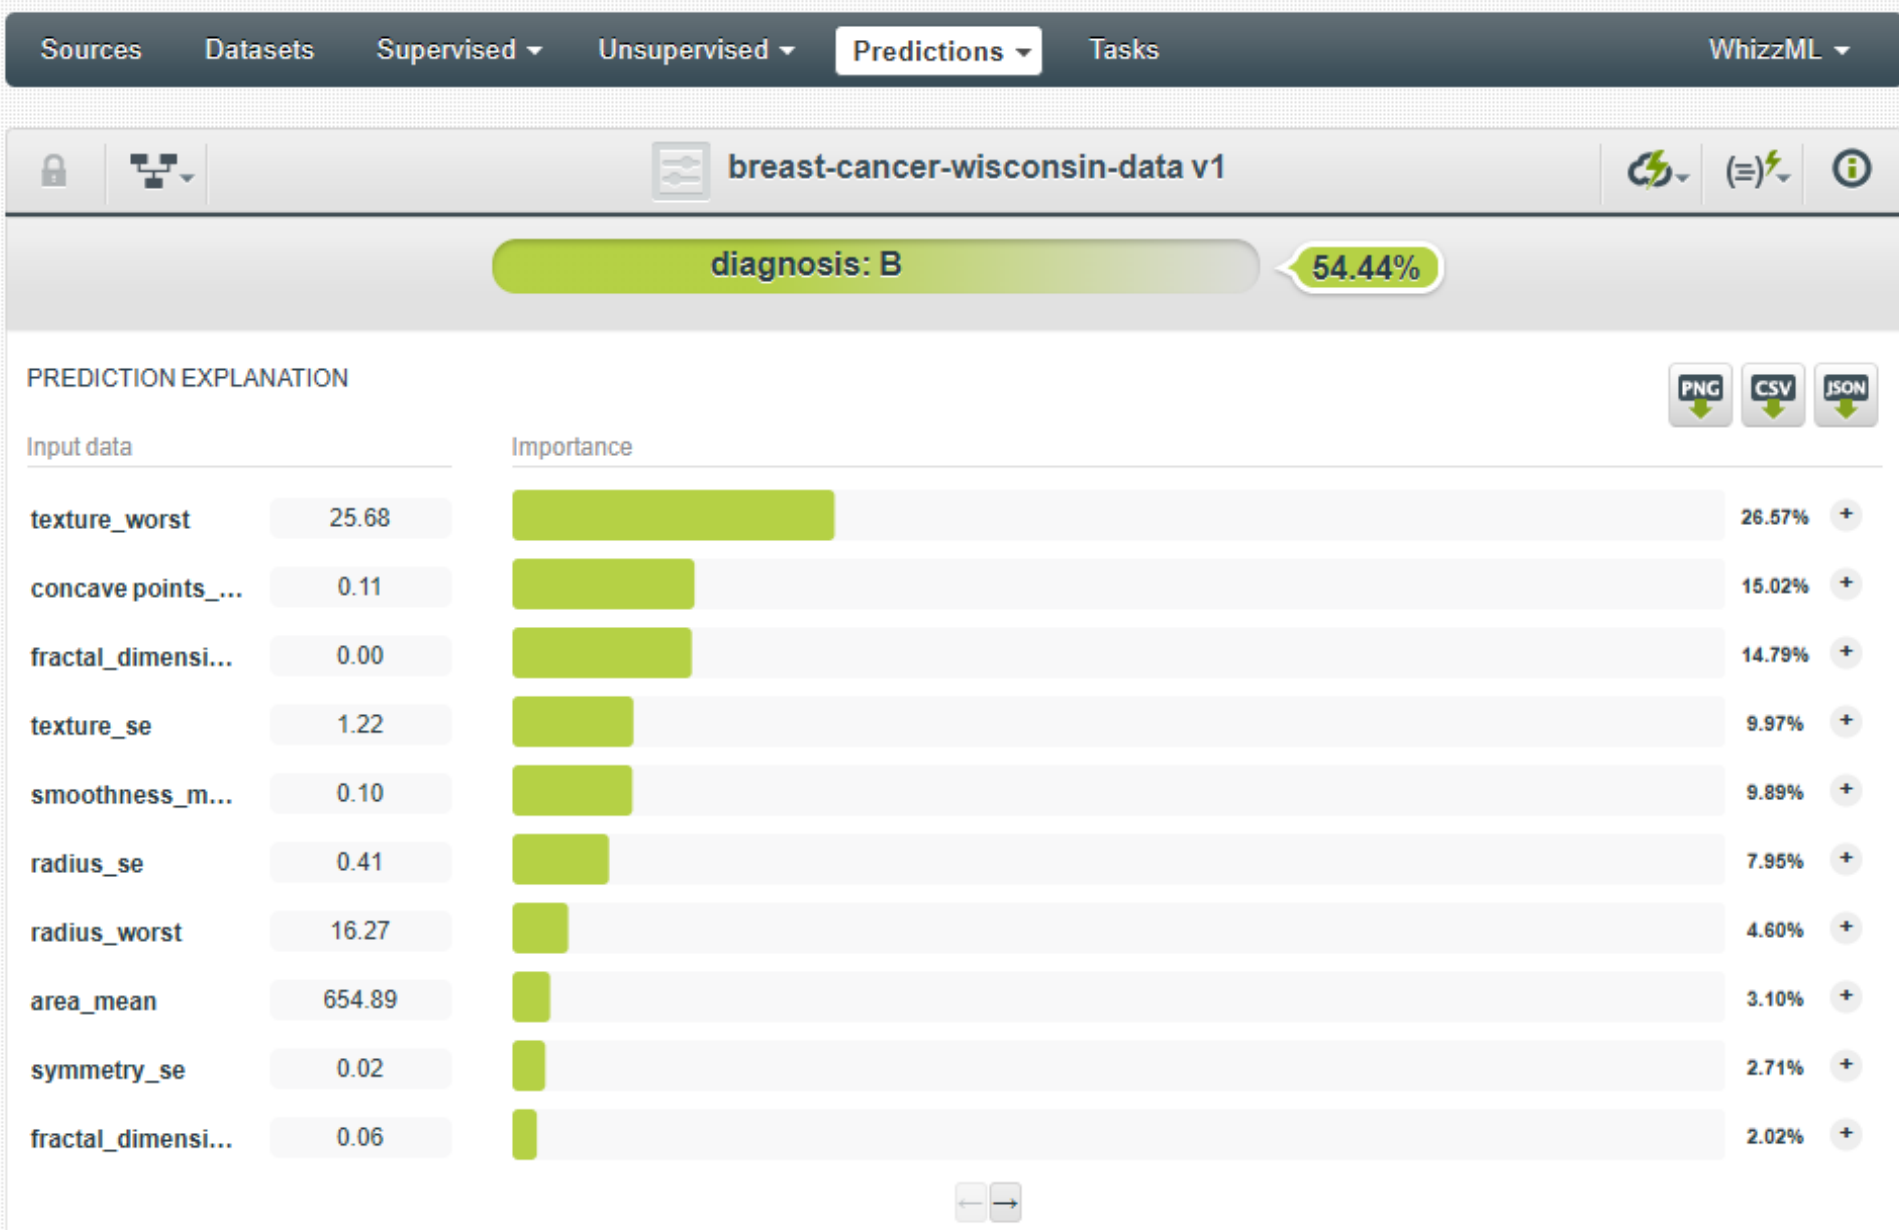 Sources Datasets Supervised Unsupervised Predictions Tasks WhizzML
breast-cancer-wisconsin-data v1
diagnosis: B 54.44%
PREDICTION EXPLANATION PNG CSV JSON
Input data Importance
texture_worst 25.68 26.57% +
concave points_... 0.11 15.02% +
fractal_dimensi... 0.00 14.79% +
texture_se 1.22 9.97% +
smoothness_m... 0.10 9.89% +
radius_se 0.41 7.95% +
radius_worst 16.27 4.60% +
area_mean 654.89 3.10% +
symmetry_se 0.02 2.71% +
fractal_dimensi... 0.06 2.02% +
← →